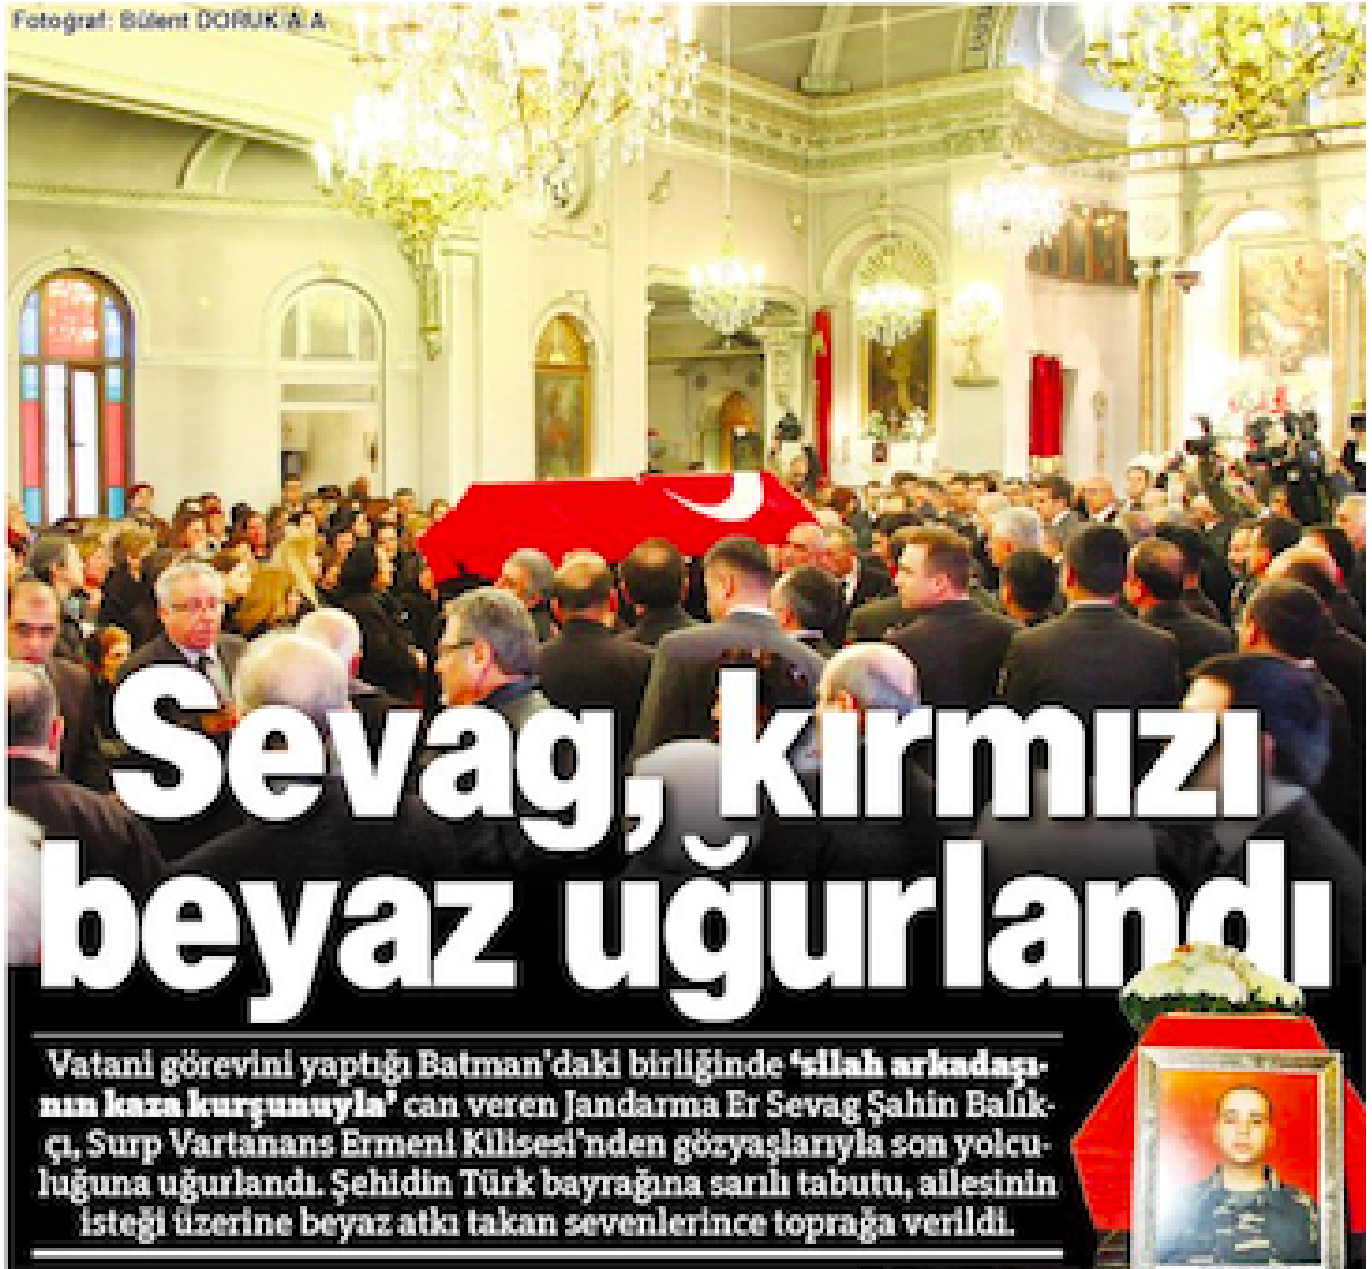 Fotoğraf: Bülent DORUK A.A
Sevag, kırmızı
beyaz uğurlandı
Vatani görevini yaptığı Batman'daki birliğinde 'silah arkadaşı-
nın kaza kurşunuyla' can veren Jandarma Er Sevag Şahin Balık-
çı, Surp Vartanans Ermeni Kilisesi'nden gözyaşlarıyla son yolcu-
luğuna uğurlandı. Şehidin Türk bayrağına sarılı tabutu, ailesinin
isteği üzerine beyaz atkı takan sevenlerince toprağa verildi.